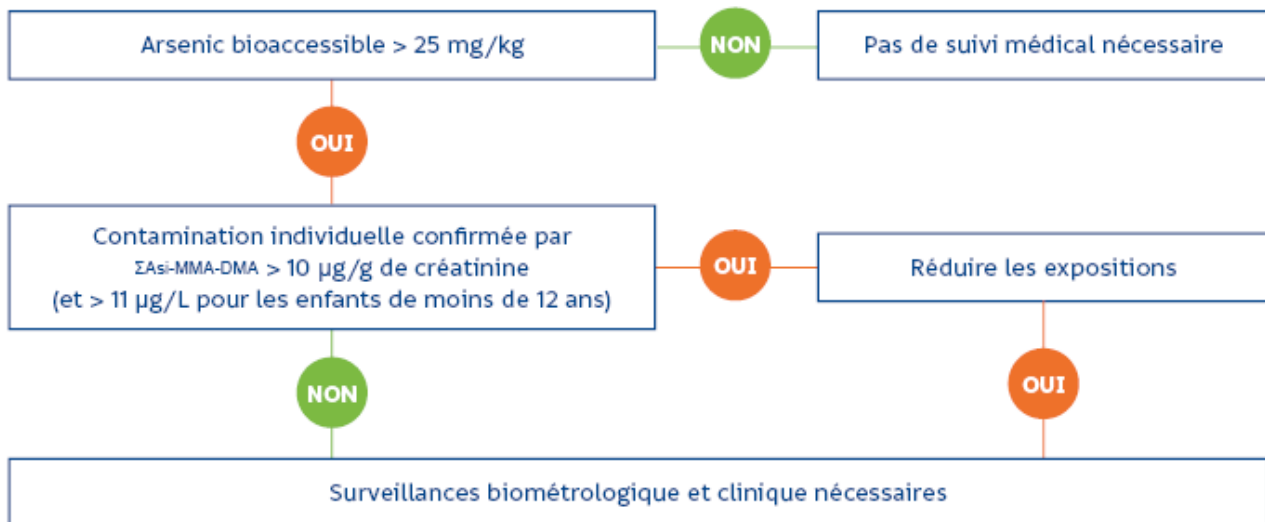 Arsenic bioaccessible > 25 mg/kg
NON
Pas de suivi médical nécessaire
OUI
Contamination individuelle confirmée par
ΣAsi-MMA-DMA > 10 µg/g de créatinine
(et > 11 µg/L pour les enfants de moins de 12 ans)
OUI
Réduire les expositions
NON
OUI
Surveillances biométrologique et clinique nécessaires